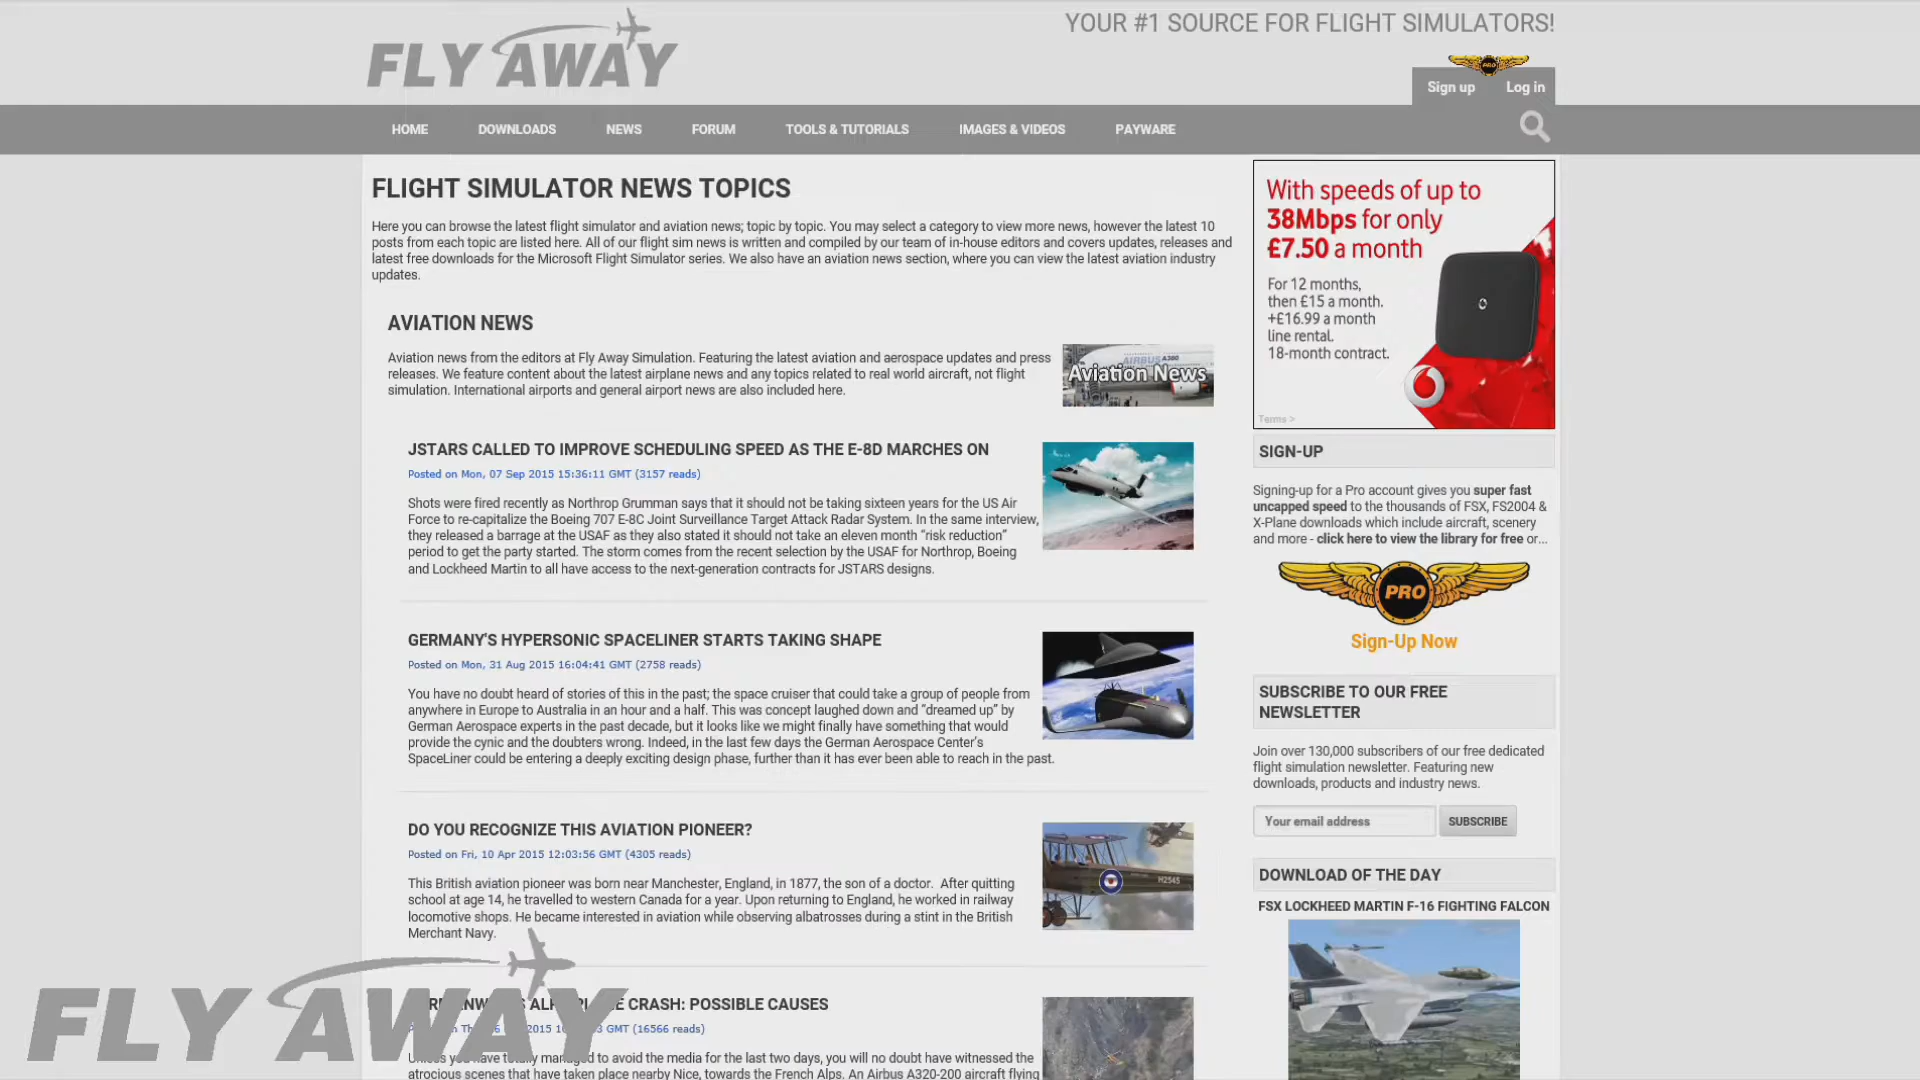 FLY AWAY
YOUR #1 SOURCE FOR FLIGHT SIMULATORS!
PRO
Sign up
Log in
HOME
DOWNLOADS
NEWS
FORUM
TOOLS & TUTORIALS
IMAGES & VIDEOS
PAYWARE
FLIGHT SIMULATOR NEWS TOPICS
Here you can browse the latest flight simulator and aviation news; topic by topic. You may select a category to view more news, however the latest 10
posts from each topic are listed here. All of our flight sim news is written and compiled by our team of in-house editors and covers updates, releases and
latest free downloads for the Microsoft Flight Simulator series. We also have an aviation news section, where you can view the latest aviation industry
updates.
AVIATION NEWS
Aviation news from the editors at Fly Away Simulation. Featuring the latest aviation and aerospace updates and press
releases. We feature content about the latest airplane news and any topics related to real world aircraft, not flight
simulation. International airports and general airport news are also included here.
AIRBUS A380
Aviation News
JSTARS CALLED TO IMPROVE SCHEDULING SPEED AS THE E-8D MARCHES ON
Posted on Mon, 07 Sep 2015 15:36:11 GMT (3157 reads)
Shots were fired recently as Northrop Grumman says that it should not be taking sixteen years for the US Air
Force to re-capitalize the Boeing 707 E-8C Joint Surveillance Target Attack Radar System. In the same interview,
they released a barrage at the USAF as they also stated it should not take an eleven month “risk reduction”
period to get the party started. The storm comes from the recent selection by the USAF for Northrop, Boeing
and Lockheed Martin to all have access to the next-generation contracts for JSTARS designs.
GERMANY'S HYPERSONIC SPACELINER STARTS TAKING SHAPE
Posted on Mon, 31 Aug 2015 16:04:41 GMT (2758 reads)
You have no doubt heard of stories of this in the past; the space cruiser that could take a group of people from
anywhere in Europe to Australia in an hour and a half. This was concept laughed down and “dreamed up” by
German Aerospace experts in the past decade, but it looks like we might finally have something that would
provide the cynic and the doubters wrong. Indeed, in the last few days the German Aerospace Center’s
SpaceLiner could be entering a deeply exciting design phase, further than it has ever been able to reach in the past.
DO YOU RECOGNIZE THIS AVIATION PIONEER?
Posted on Fri, 10 Apr 2015 12:03:56 GMT (4305 reads)
This British aviation pioneer was born near Manchester, England, in 1877, the son of a doctor. After quitting
school at age 14, he travelled to western Canada for a year. Upon returning to England, he worked in railway
locomotive shops. He became interested in aviation while observing albatrosses during a stint in the British
Merchant Navy.
H2545
CRASH: POSSIBLE CAUSES
2015 GMT (16566 reads)
Unless you have totally managed to avoid the media for the last two days, you will no doubt have witnessed the
atrocious scenes that have taken place nearby Nice, towards the French Alps. An Airbus A320-200 aircraft flying
FLY AWAY
With speeds of up to
38Mbps for only
£7.50 a month
For 12 months,
then £15 a month.
+£16.99 a month
line rental.
18-month contract.
Terms >
SIGN-UP
Signing-up for a Pro account gives you super fast
uncapped speed to the thousands of FSX, FS2004 &
X-Plane downloads which include aircraft, scenery
and more - click here to view the library for free or...
PRO
Sign-Up Now
SUBSCRIBE TO OUR FREE
NEWSLETTER
Join over 130,000 subscribers of our free dedicated
flight simulation newsletter. Featuring new
downloads, products and industry news.
Your email address
SUBSCRIBE
DOWNLOAD OF THE DAY
FSX LOCKHEED MARTIN F-16 FIGHTING FALCON